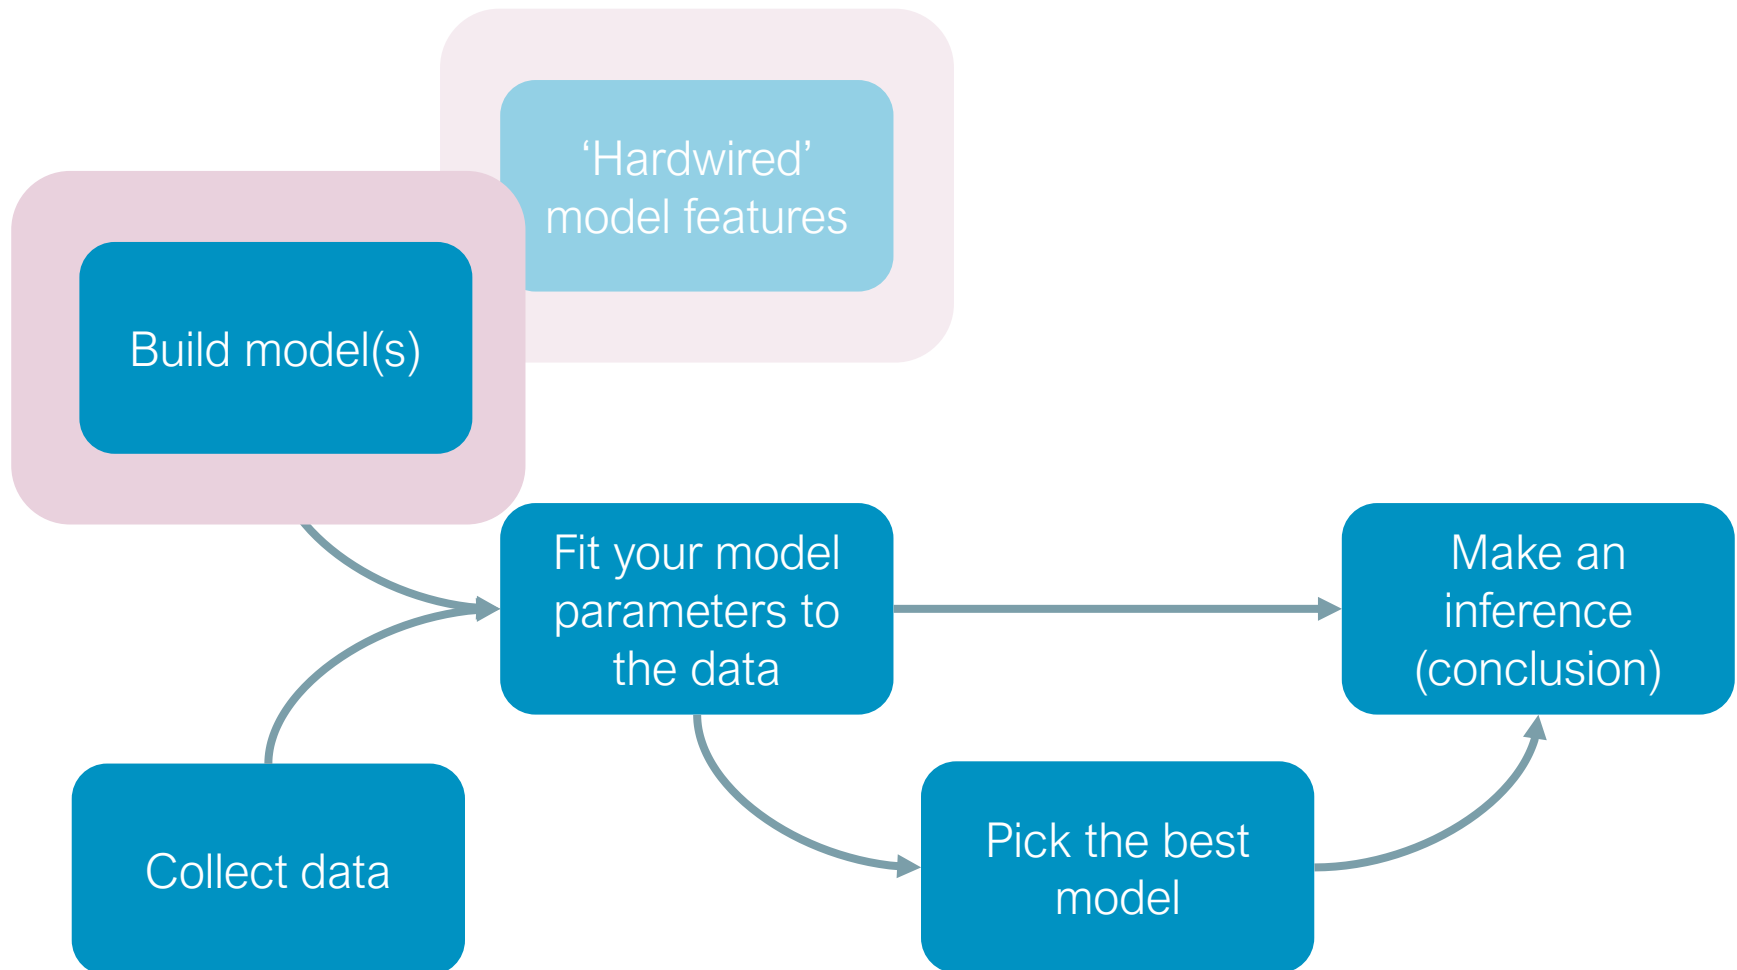 ‘Hardwired’
model features
Build model(s)
Fit your model
parameters to
the data
Make an
inference
(conclusion)
Collect data
Pick the best
model